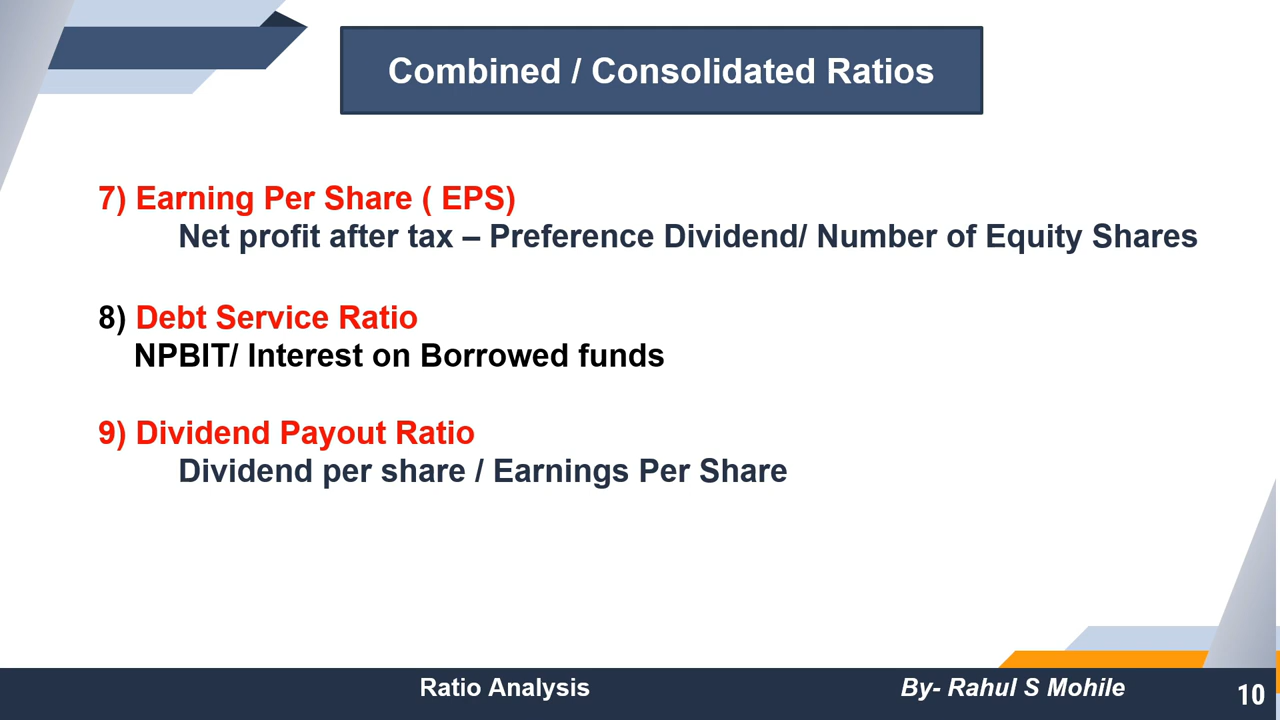 Combined / Consolidated Ratios
7) Earning Per Share ( EPS)
Net profit after tax – Preference Dividend/ Number of Equity Shares
8) Debt Service Ratio
NPBIT/ Interest on Borrowed funds
9) Dividend Payout Ratio
Dividend per share / Earnings Per Share
Ratio Analysis
By- Rahul S Mohile
10